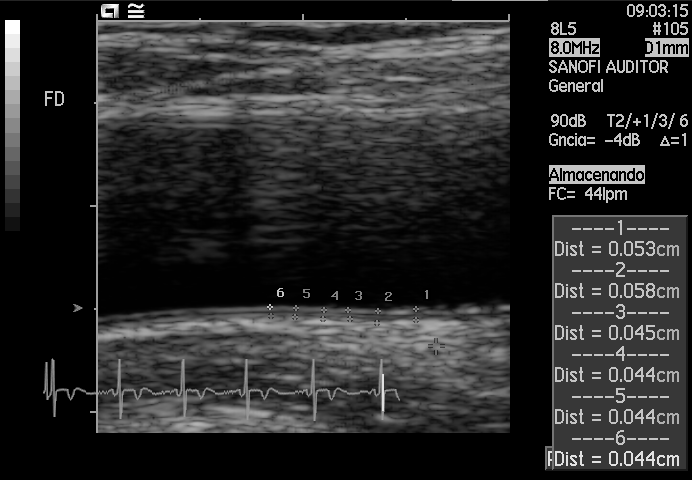 09:03:15
8L5 #105
8.0MHz D1mm
SANOFI AUDITOR
General
FD
90dB T2/+1/3/ 6
Gncia= -4dB Δ=1
Almacenando
FC= 44lpm
----1----
Dist = 0.053cm
----2----
Dist = 0.058cm
----3----
Dist = 0.045cm
----4----
Dist = 0.044cm
----5----
Dist = 0.044cm
----6----
Dist = 0.044cm
6 5 4 3 2 1